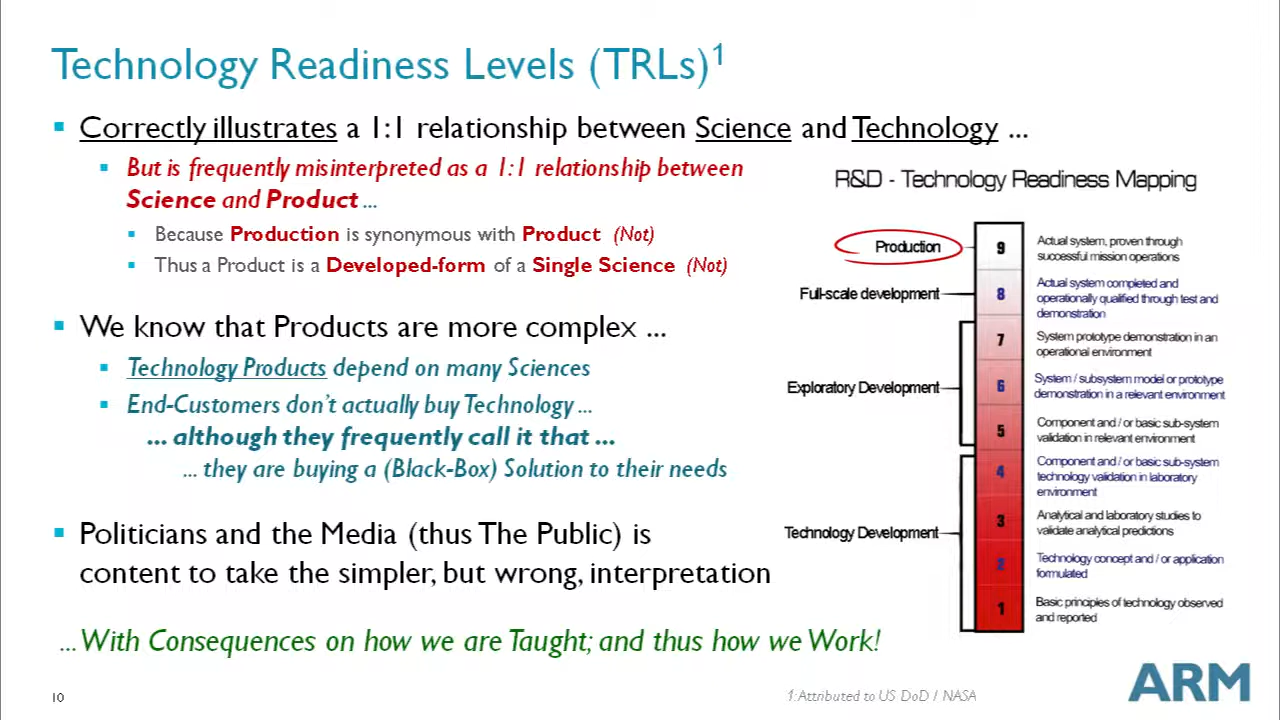 Technology Readiness Levels (TRLs)1
Correctly illustrates a 1:1 relationship between Science and Technology ...
But is frequently misinterpreted as a 1:1 relationship between
Science and Product ...
Because Production is synonymous with Product (Not)
Thus a Product is a Developed-form of a Single Science (Not)
We know that Products are more complex ...
Technology Products depend on many Sciences
End-Customers don't actually buy Technology ...
... although they frequently call it that ...
... they are buying a (Black-Box) Solution to their needs
Politicians and the Media (thus The Public) is
content to take the simpler, but wrong, interpretation
... With Consequences on how we are Taught; and thus how we Work!
R&D - Technology Readiness Mapping
Production
9
Actual system, proven through
successful mission operations
Full-scale development
8
Actual system completed and
operationally qualified through test and
demonstration
7
System prototype demonstration in an
operational environment
Exploratory Development
6
System / subsystem model or prototype
demonstration in a relevant environment
5
Component and / or basic sub-system
validation in relevant environment
4
Component and / or basic sub-system
technology validation in laboratory
environment
Technology Development
3
Analytical and laboratory studies to
validate analytical predictions
2
Technology concept and / or application
formulated
1
Basic principles of technology observed
and reported
10
1: Attributed to US DoD / NASA
ARM